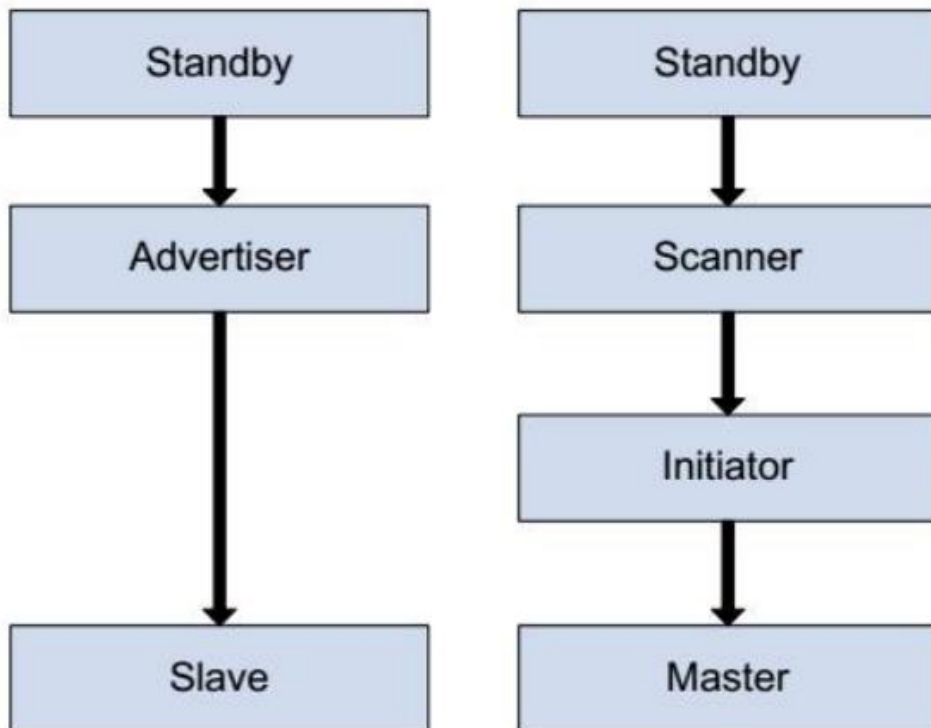 Standby
Standby
Advertiser
Scanner
Initiator
Slave
Master